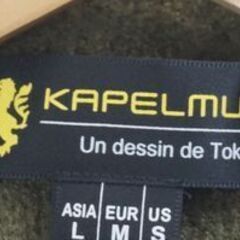 KAPELMU
Un dessin de Tok
ASIA EUR US
L M S